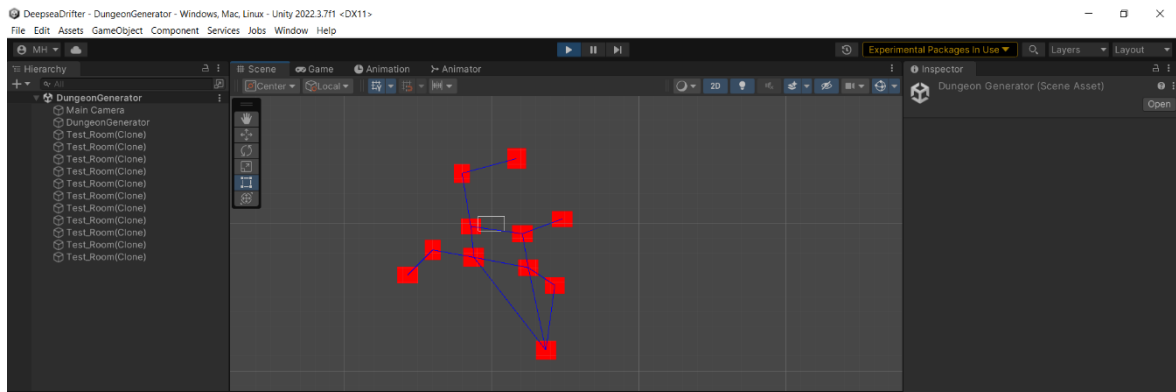 DeepseaDrifter - DungeonGenerator - Windows, Mac, Linux - Unity 2022.3.7f1 <DX11>
File Edit Assets GameObject Component Services Jobs Window Help
MH Experimental Packages In Use Layers Layout
Hierarchy Scene Game Animation Animator Inspector
All Center Local 2D Dungeon Generator (Scene Asset)
Open
DungeonGenerator
Main Camera
DungeonGenerator
Test_Room(Clone)
Test_Room(Clone)
Test_Room(Clone)
Test_Room(Clone)
Test_Room(Clone)
Test_Room(Clone)
Test_Room(Clone)
Test_Room(Clone)
Test_Room(Clone)
Test_Room(Clone)
Test_Room(Clone)